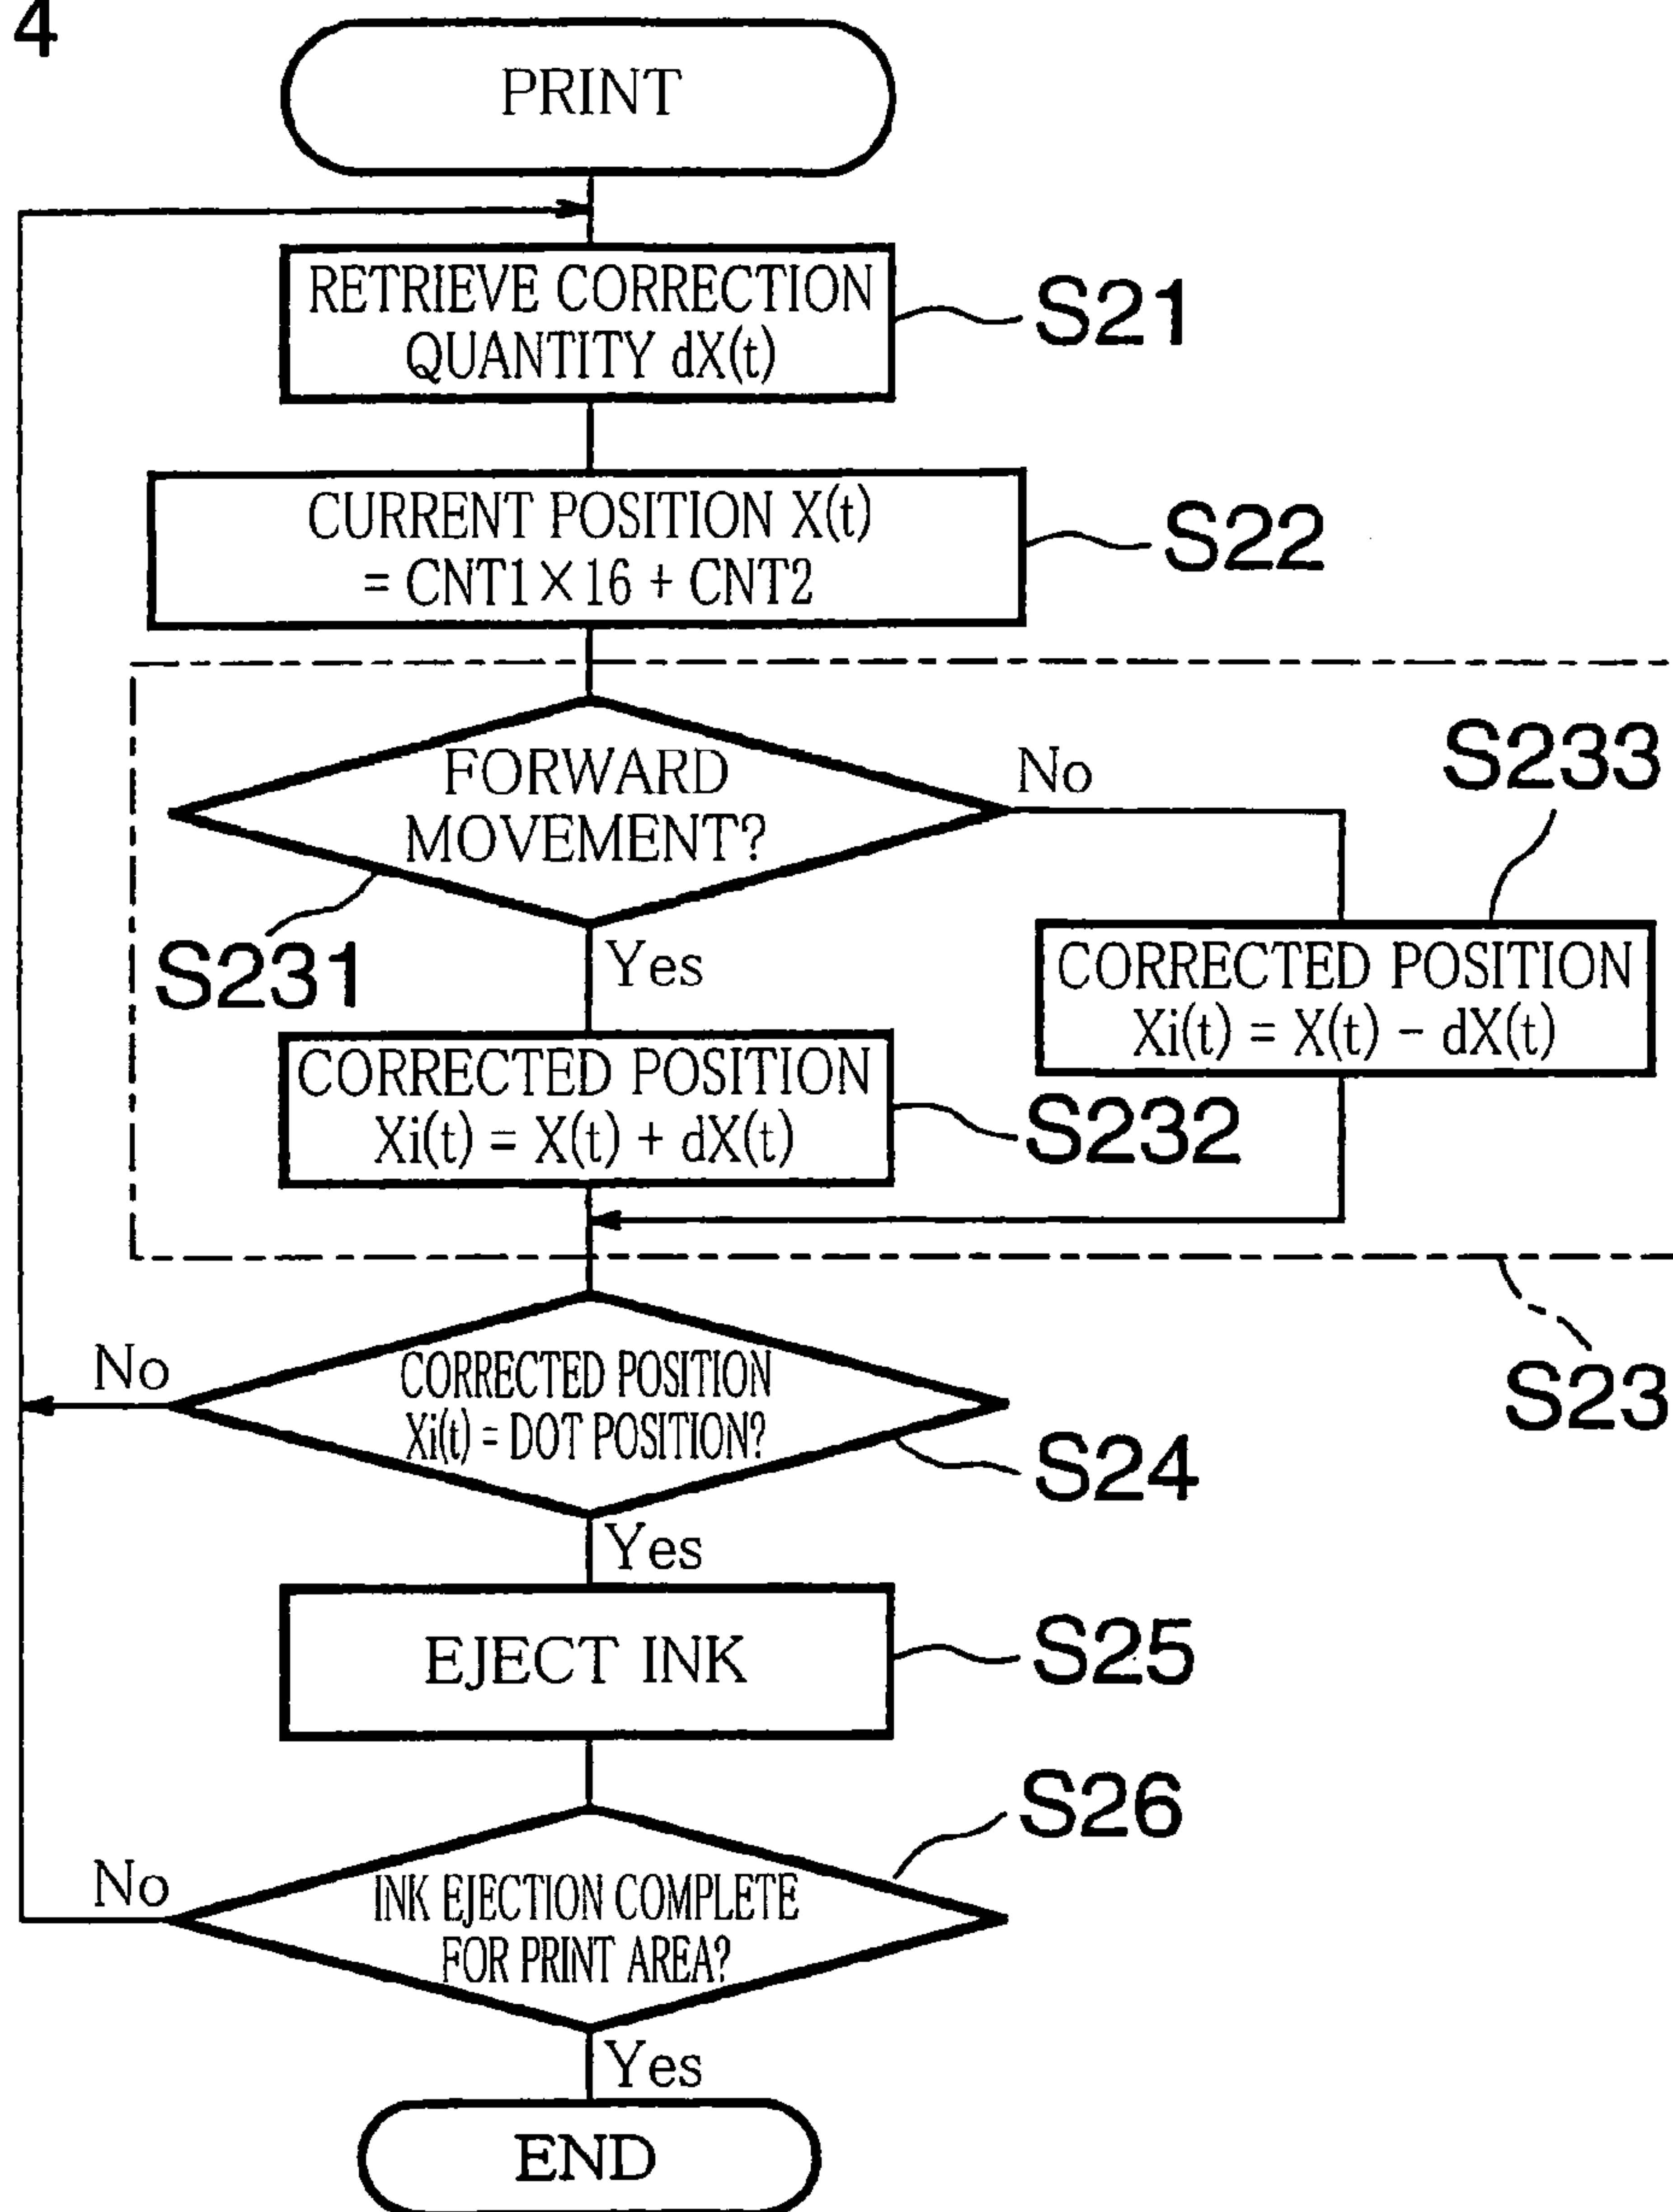 4
PRINT
RETRIEVE CORRECTION
QUANTITY dX(t)
S21
CURRENT POSITION X(t)
= CNT1×16 + CNT2
S22
FORWARD
MOVEMENT?
No
S233
S231
Yes
CORRECTED POSITION
Xi(t) = X(t) − dX(t)
CORRECTED POSITION
Xi(t) = X(t) + dX(t)
S232
No
CORRECTED POSITION
Xi(t) = DOT POSITION?
S23
S24
Yes
EJECT INK
S25
S26
No
INK EJECTION COMPLETE
FOR PRINT AREA?
Yes
END